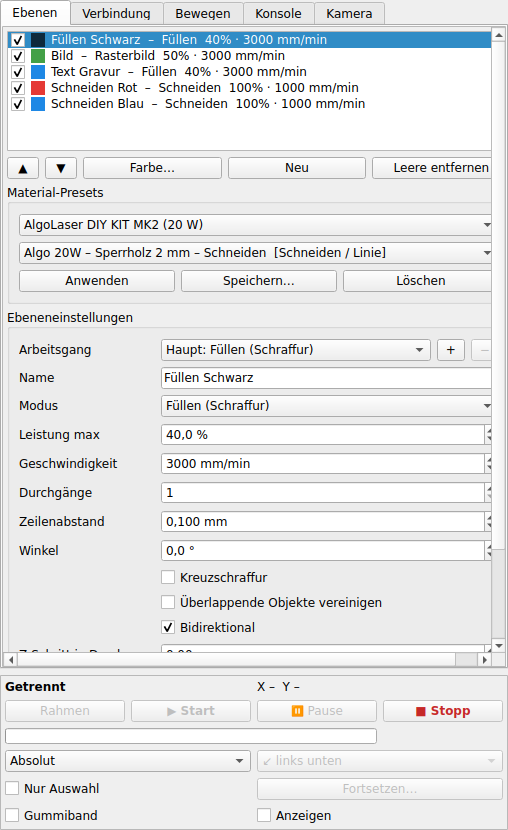 Ebenen Verbindung Bewegen Konsole Kamera
Füllen Schwarz – Füllen 40% · 3000 mm/min
Bild – Rasterbild 50% · 3000 mm/min
Text Gravur – Füllen 40% · 3000 mm/min
Schneiden Rot – Schneiden 100% · 1000 mm/min
Schneiden Blau – Schneiden 100% · 1000 mm/min
▲ ▼ Farbe... Neu Leere entfernen
Material-Presets
AlgoLaser DIY KIT MK2 (20 W)
Algo 20W – Sperrholz 2 mm – Schneiden [Schneiden / Linie]
Anwenden Speichern... Löschen
Ebeneneinstellungen
Arbeitsgang Haupt: Füllen (Schraffur) + −
Name Füllen Schwarz
Modus Füllen (Schraffur)
Leistung max 40,0 %
Geschwindigkeit 3000 mm/min
Durchgänge 1
Zeilenabstand 0,100 mm
Winkel 0,0 °
Kreuzschraffur
Überlappende Objekte vereinigen
Bidirektional
Getrennt X – Y –
Rahmen ▶ Start ⏸ Pause ■ Stopp
Absolut ↙ links unten
Nur Auswahl Fortsetzen...
Gummiband Anzeigen